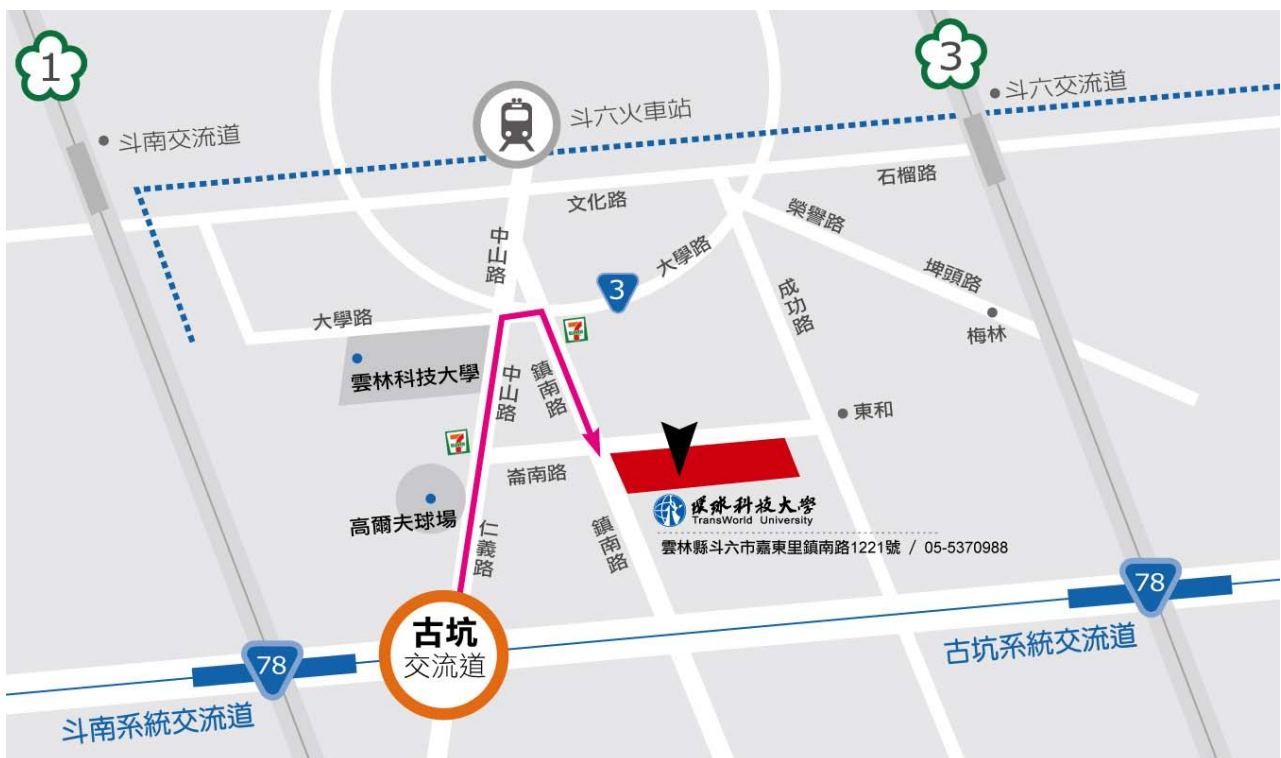 1
3
斗南交流道
斗六火車站
斗六交流道
石榴路
文化路
榮譽路
中山路
大學路
3
埤頭路
成功路
大學路
梅林
7
ELEVEN
雲林科技大學
中山路
鎮南路
東和
7
ELEVEN
崙南路
高爾夫球場
仁義路
鎮南路
環球科技大學
TransWorld University
雲林縣斗六市嘉東里鎮南路1221號 / 05-5370988
78
古坑
交流道
古坑系統交流道
78
斗南系統交流道